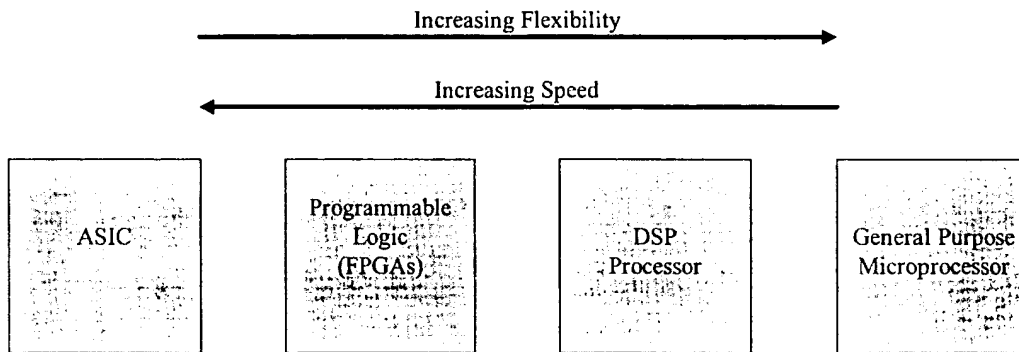 Increasing Flexibility
Increasing Speed
ASIC
Programmable
Logic
(FPGAs)
DSP
Processor
General Purpose
Microprocessor